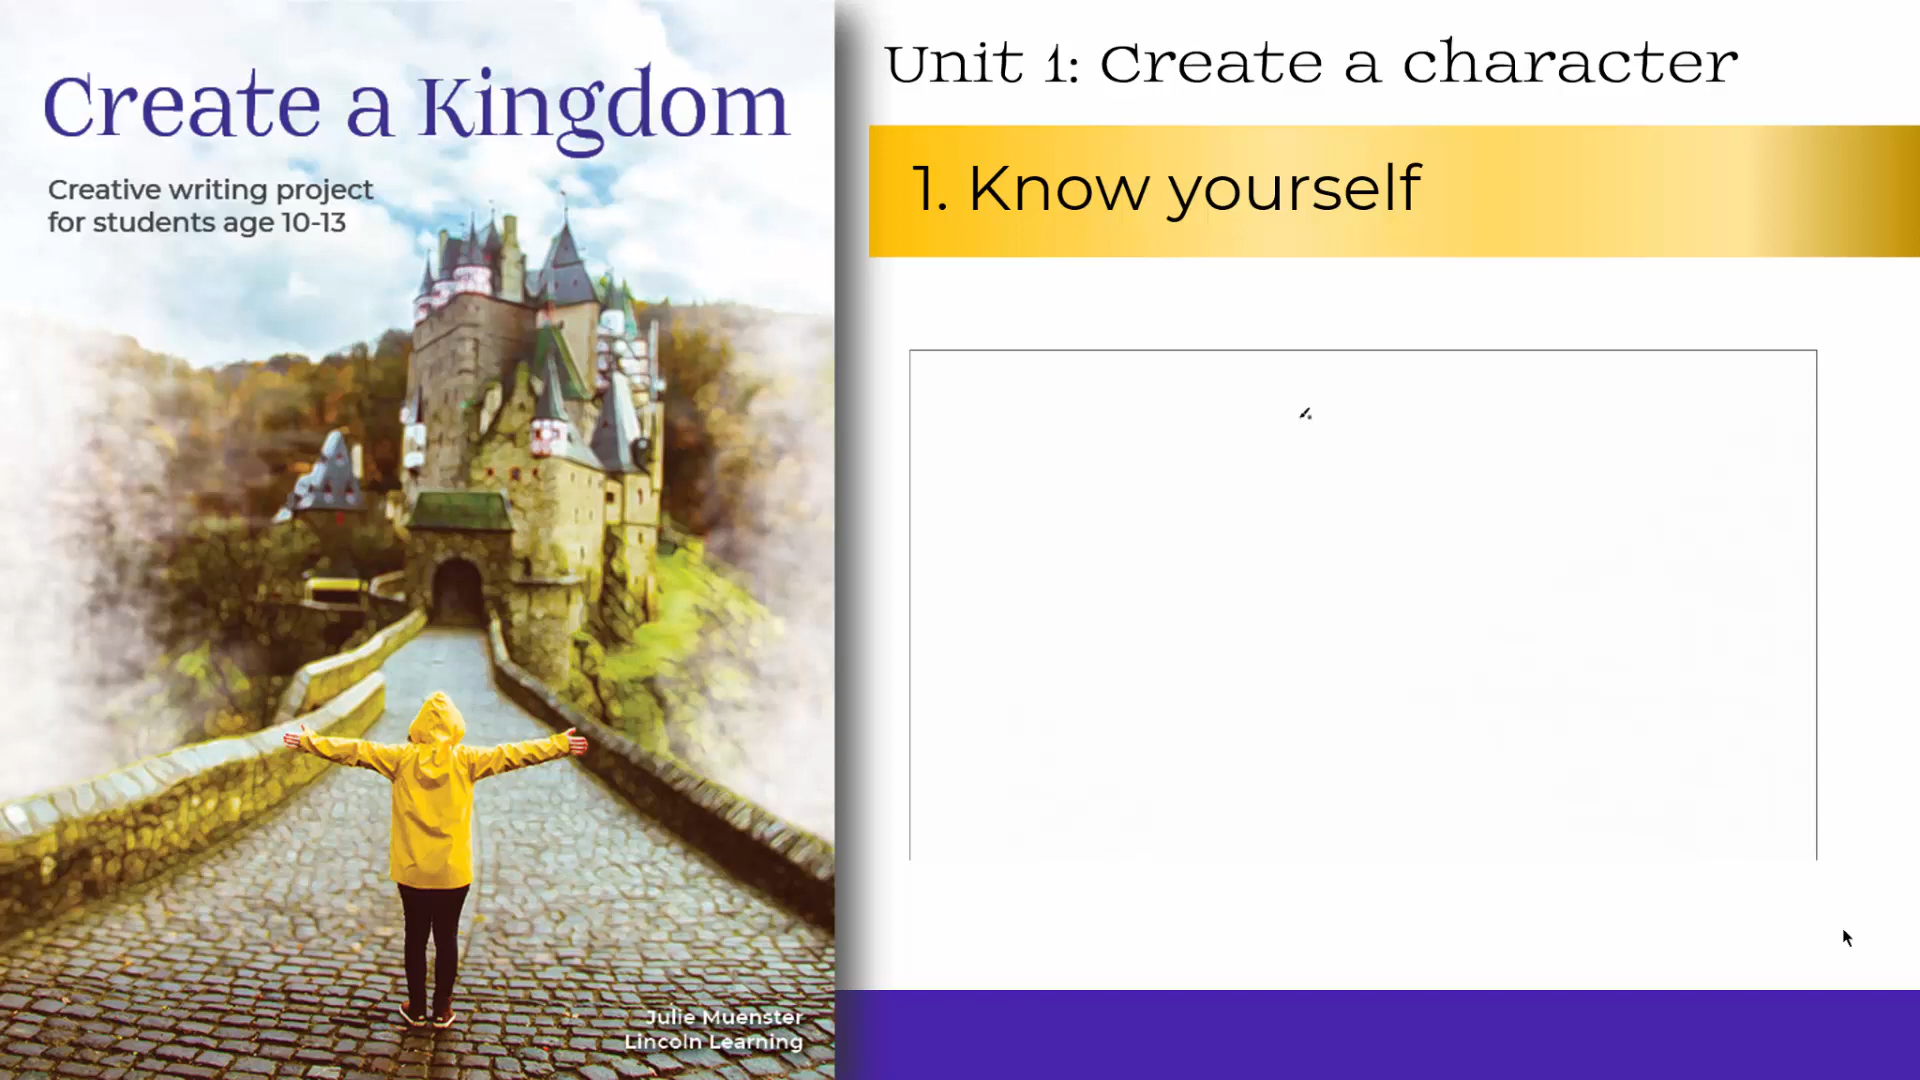 Create a Kingdom
Creative writing project
for students age 10-13
Julie Muenster
Lincoln Learning
Unit 1: Create a character
1. Know yourself